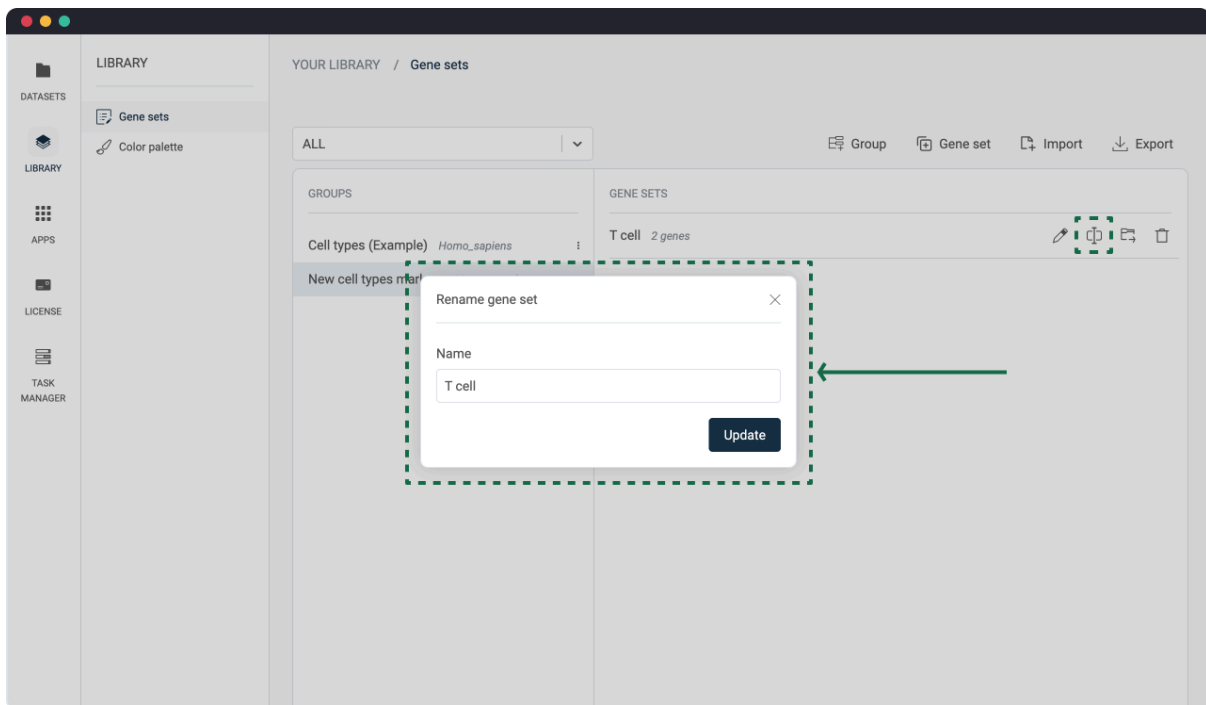 DATASETS
LIBRARY
APPS
LICENSE
TASK
MANAGER
LIBRARY
Gene sets
Color palette
YOUR LIBRARY / Gene sets
ALL
Group
Gene set
Import
Export
GROUPS
Cell types (Example) Homo_sapiens
New cell types
GENE SETS
T cell 2 genes
Rename gene set
Name
T cell
Update